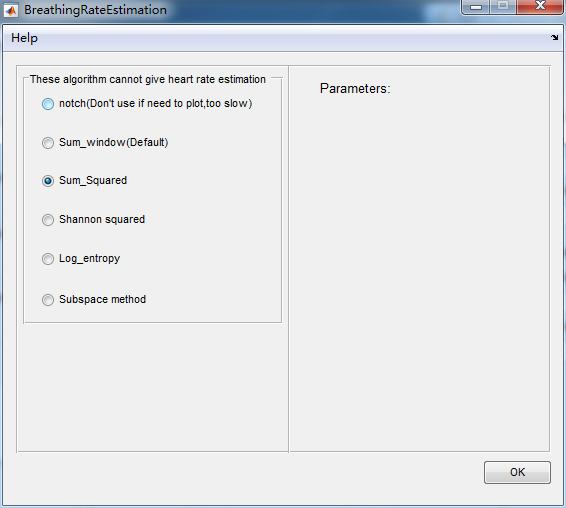 BreathingRateEstimation
Help
These algorithm cannot give heart rate estimation
notch(Don't use if need to plot,too slow)
Sum_window(Default)
Sum_Squared
Shannon squared
Log_entropy
Subspace method
Parameters:
OK